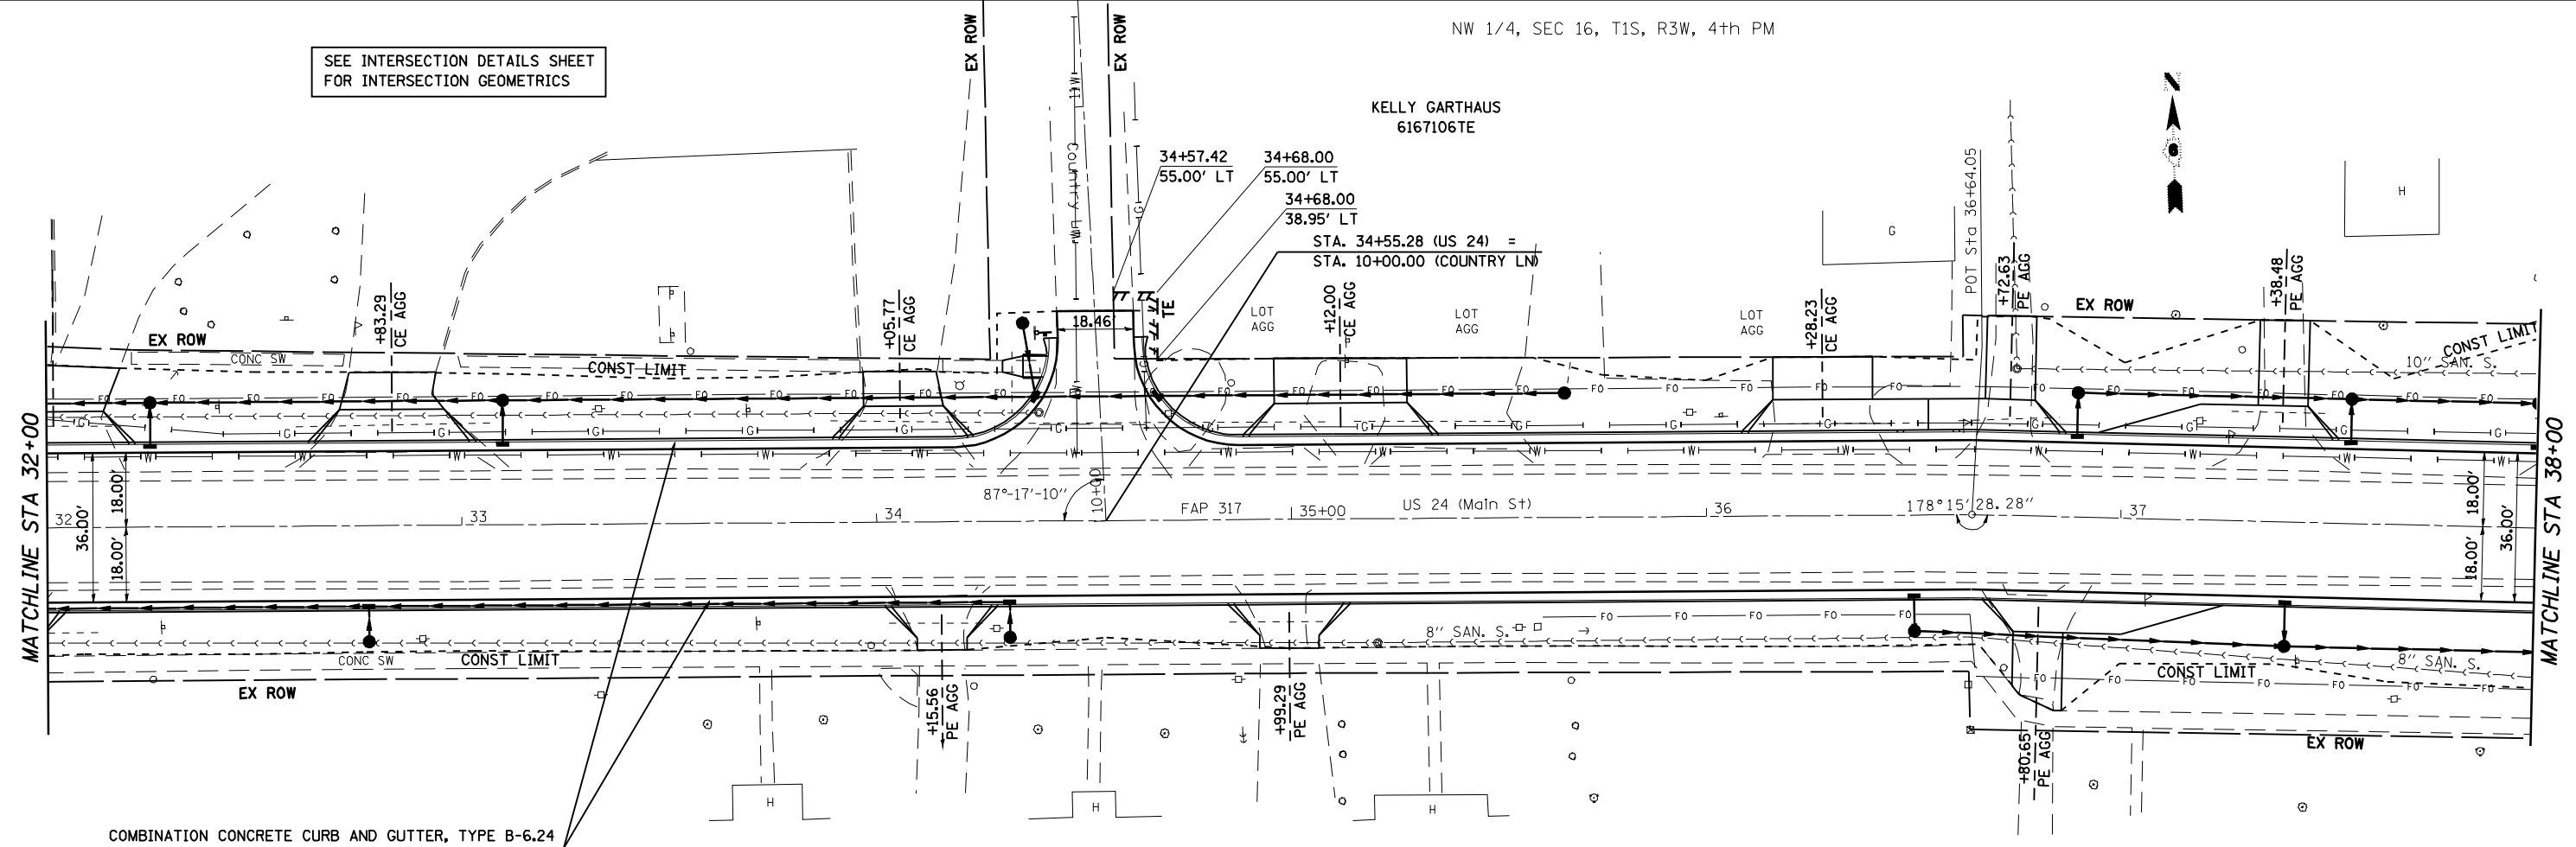 NW 1/4, SEC 16, T1S, R3W, 4th PM
SEE INTERSECTION DETAILS SHEET
FOR INTERSECTION GEOMETRICS
EX ROW
EX ROW
KELLY GARTHAUS
6167106TE
N
6
34+57.42
55.00' LT
34+68.00
55.00' LT
34+68.00
38.95' LT
STA. 34+55.28 (US 24) =
STA. 10+00.00 (COUNTRY LN)
POT Sta 36+64.05
G
H
EX ROW
CONC SW
+83.29
CE AGG
CONST LIMIT
+05.77
CE AGG
18.46'
TE
LOT
AGG
+12.00
CE AGG
LOT
AGG
LOT
AGG
+28.23
CE AGG
+72.63
PE AGG
EX ROW
+38.48
PE AGG
CONST LIMIT
10" SAN. S.
MATCHLINE STA 32+00
36.00'
18.00'
18.00'
32
33
34
87°-17'-10"
10+00
FAP 317
35+00
US 24 (Main St)
36
178°15' 28.28"
37
18.00'
18.00'
36.00'
MATCHLINE STA 38+00
CONC SW
CONST LIMIT
EX ROW
+15.56
PE AGG
+99.29
PE AGG
8" SAN. S.
+80.65
PE AGG
CONST LIMIT
8" SAN. S.
EX ROW
H
H
H
COMBINATION CONCRETE CURB AND GUTTER, TYPE B-6.24